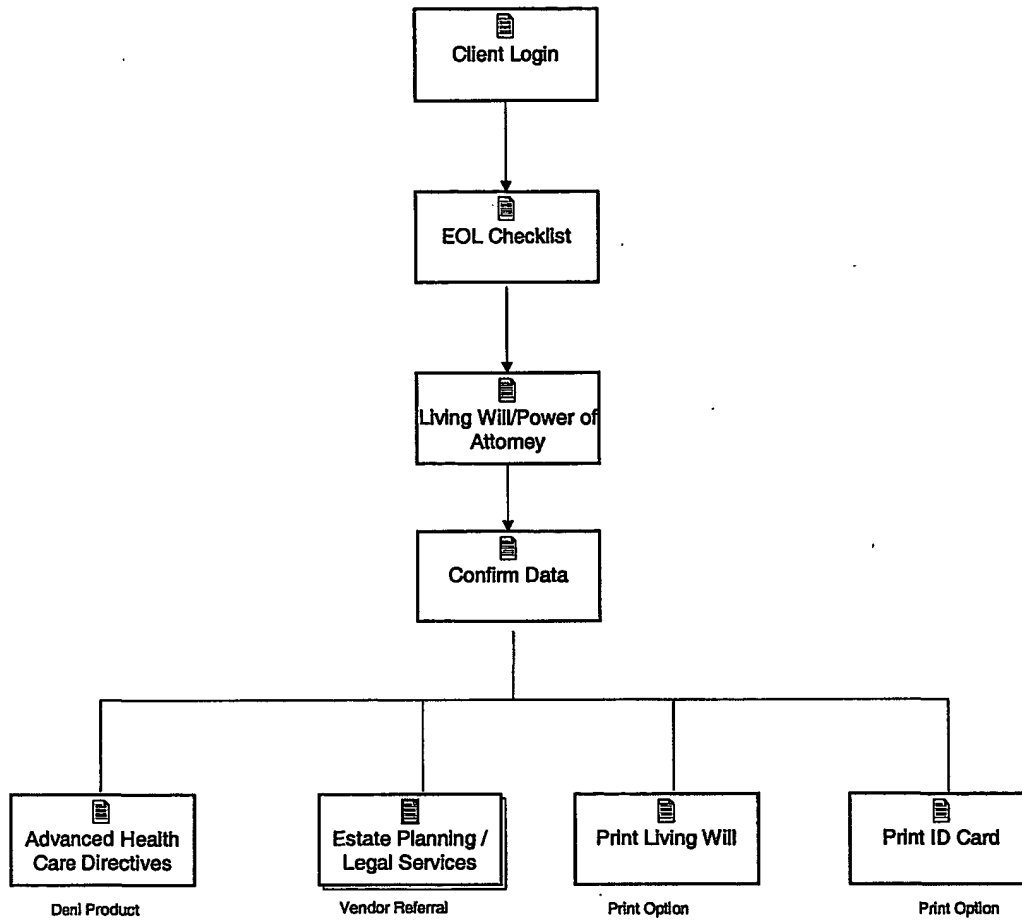 Client Login
EOL Checklist
Living Will/Power of
Attorney
Confirm Data
Advanced Health
Care Directives
Estate Planning /
Legal Services
Print Living Will
Print ID Card
Deni Product
Vendor Referral
Print Option
Print Option